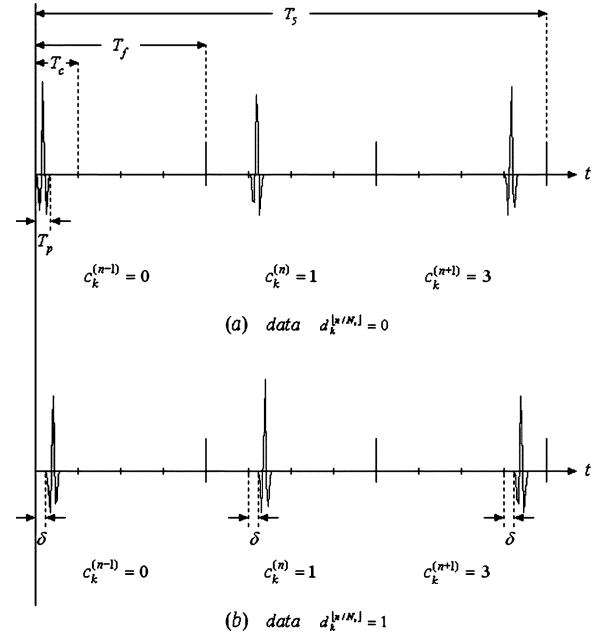 T_s
T_f
T_c
t
T_p
c_k^{(n-1)} = 0 c_k^{(n)} = 1 c_k^{(n+1)} = 3
(a) data d_k^{⌊n/N_s⌋} = 0
t
δ δ δ
c_k^{(n-1)} = 0 c_k^{(n)} = 1 c_k^{(n+1)} = 3
(b) data d_k^{⌊n/N_s⌋} = 1